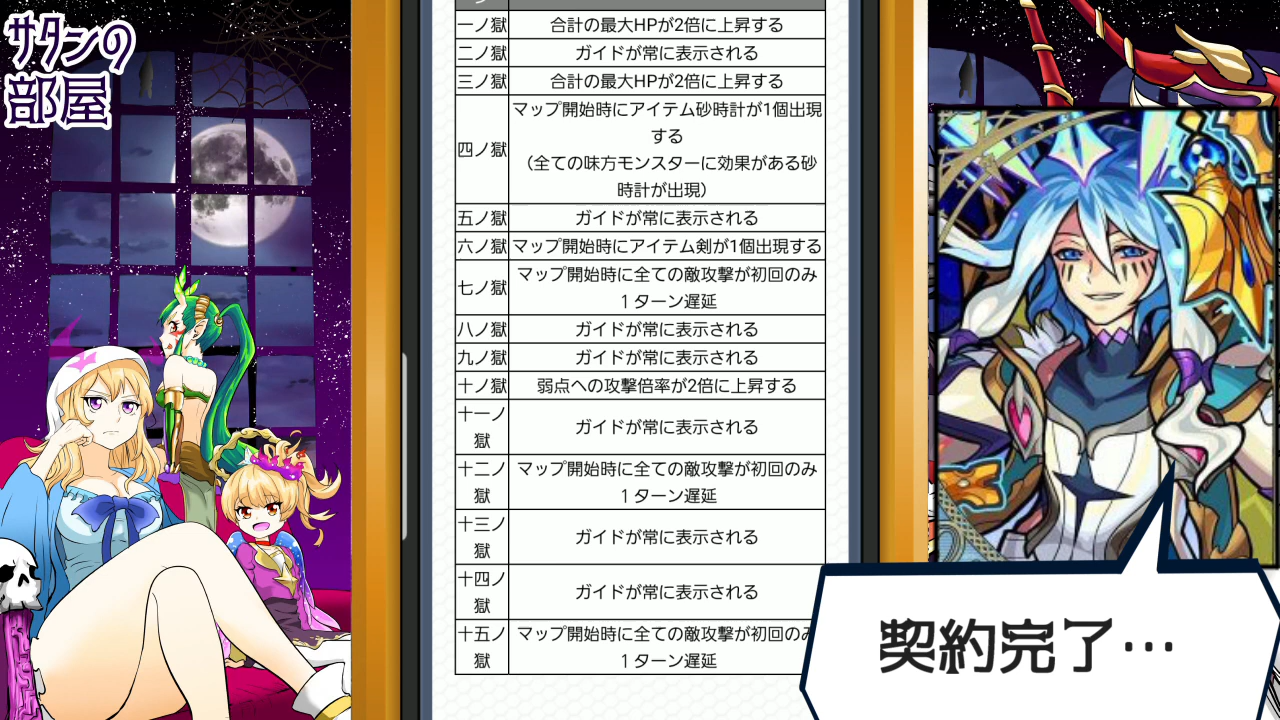 サタンの
部屋
一ノ獄 合計の最大HPが2倍に上昇する
二ノ獄 ガイドが常に表示される
三ノ獄 合計の最大HPが2倍に上昇する
四ノ獄 マップ開始時にアイテム砂時計が1個出現
する
（全ての味方モンスターに効果がある砂
時計が出現）
五ノ獄 ガイドが常に表示される
六ノ獄 マップ開始時にアイテム剣が1個出現する
七ノ獄 マップ開始時に全ての敵攻撃が初回のみ
１ターン遅延
八ノ獄 ガイドが常に表示される
九ノ獄 ガイドが常に表示される
十ノ獄 弱点への攻撃倍率が2倍に上昇する
十一ノ
獄 ガイドが常に表示される
十二ノ
獄 マップ開始時に全ての敵攻撃が初回のみ
１ターン遅延
十三ノ
獄 ガイドが常に表示される
十四ノ
獄 ガイドが常に表示される
十五ノ
獄 マップ開始時に全ての敵攻撃が初回のみ
１ターン遅延
契約完了…